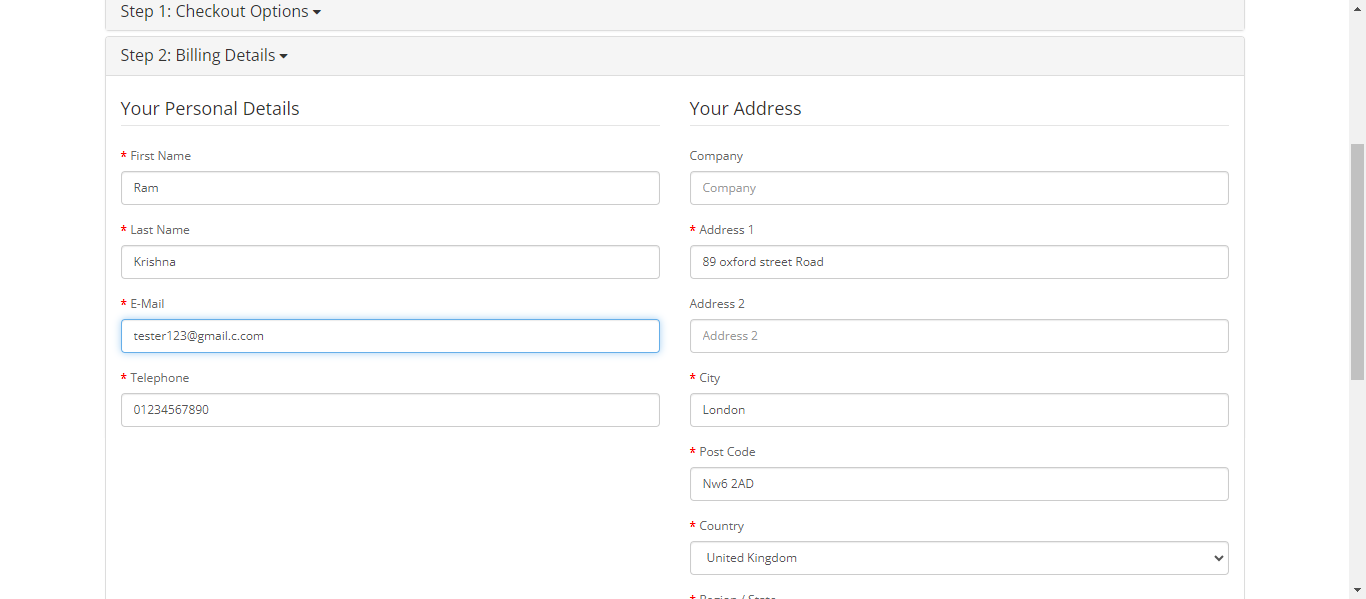 Step 1: Checkout Options
Step 2: Billing Details
Your Personal Details
* First Name
Ram
* Last Name
Krishna
* E-Mail
tester123@gmail.c.com
* Telephone
01234567890
Your Address
Company
Company
* Address 1
89 oxford street Road
Address 2
Address 2
* City
London
* Post Code
Nw6 2AD
* Country
United Kingdom
* Region / State